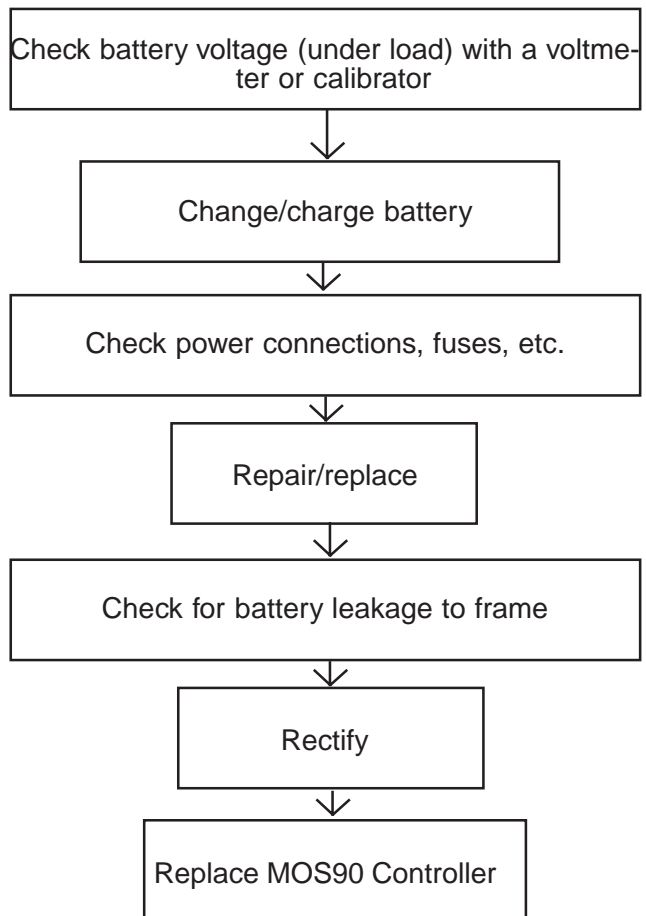 Check battery voltage (under load) with a voltme-
ter or calibrator
Change/charge battery
Check power connections, fuses, etc.
Repair/replace
Check for battery leakage to frame
Rectify
Replace MOS90 Controller